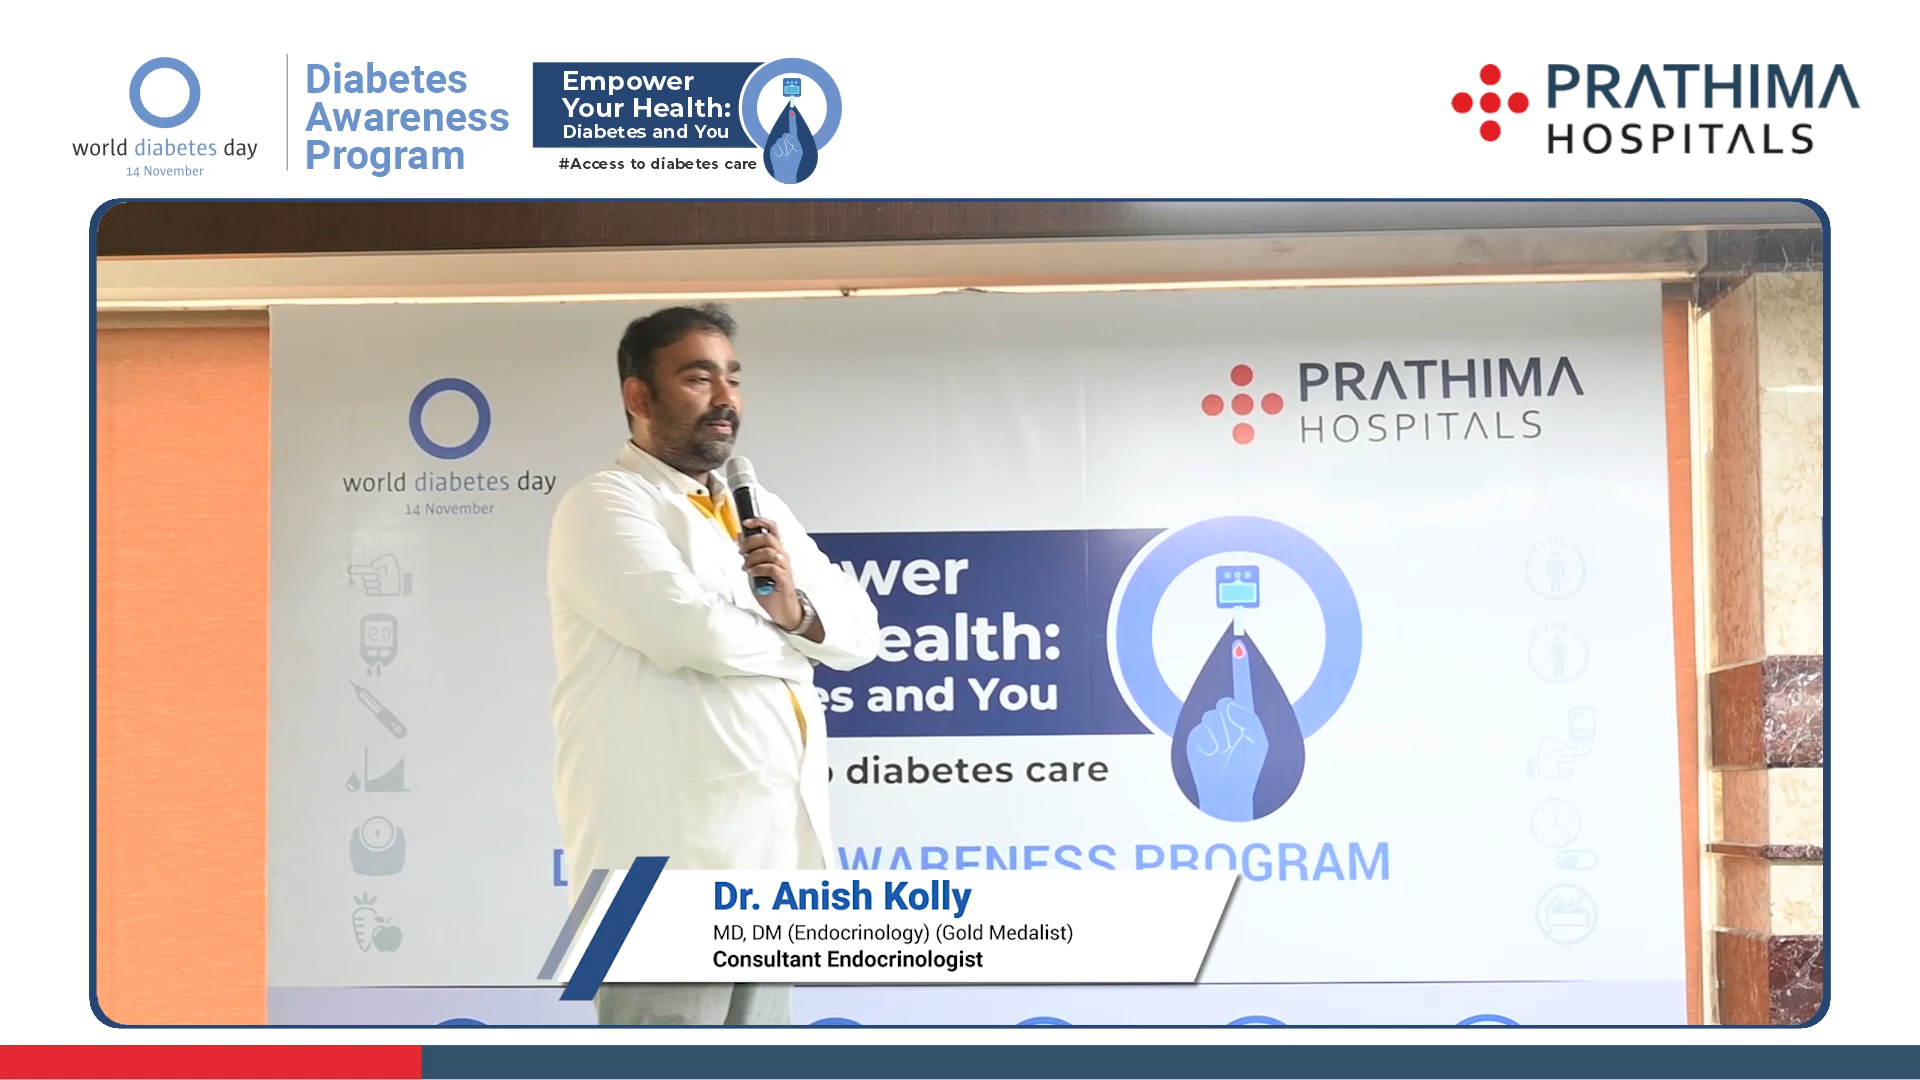 world diabetes day
14 November
Diabetes
Awareness
Program
Empower
Your Health:
Diabetes and You
#Access to diabetes care
PRATHIMA
HOSPITALS
world diabetes day
14 November
PRATHIMA
HOSPITALS
wer
ealth:
es and You
diabetes care
AWARENESS PROGRAM
Dr. Anish Kolly
MD, DM (Endocrinology) (Gold Medalist)
Consultant Endocrinologist